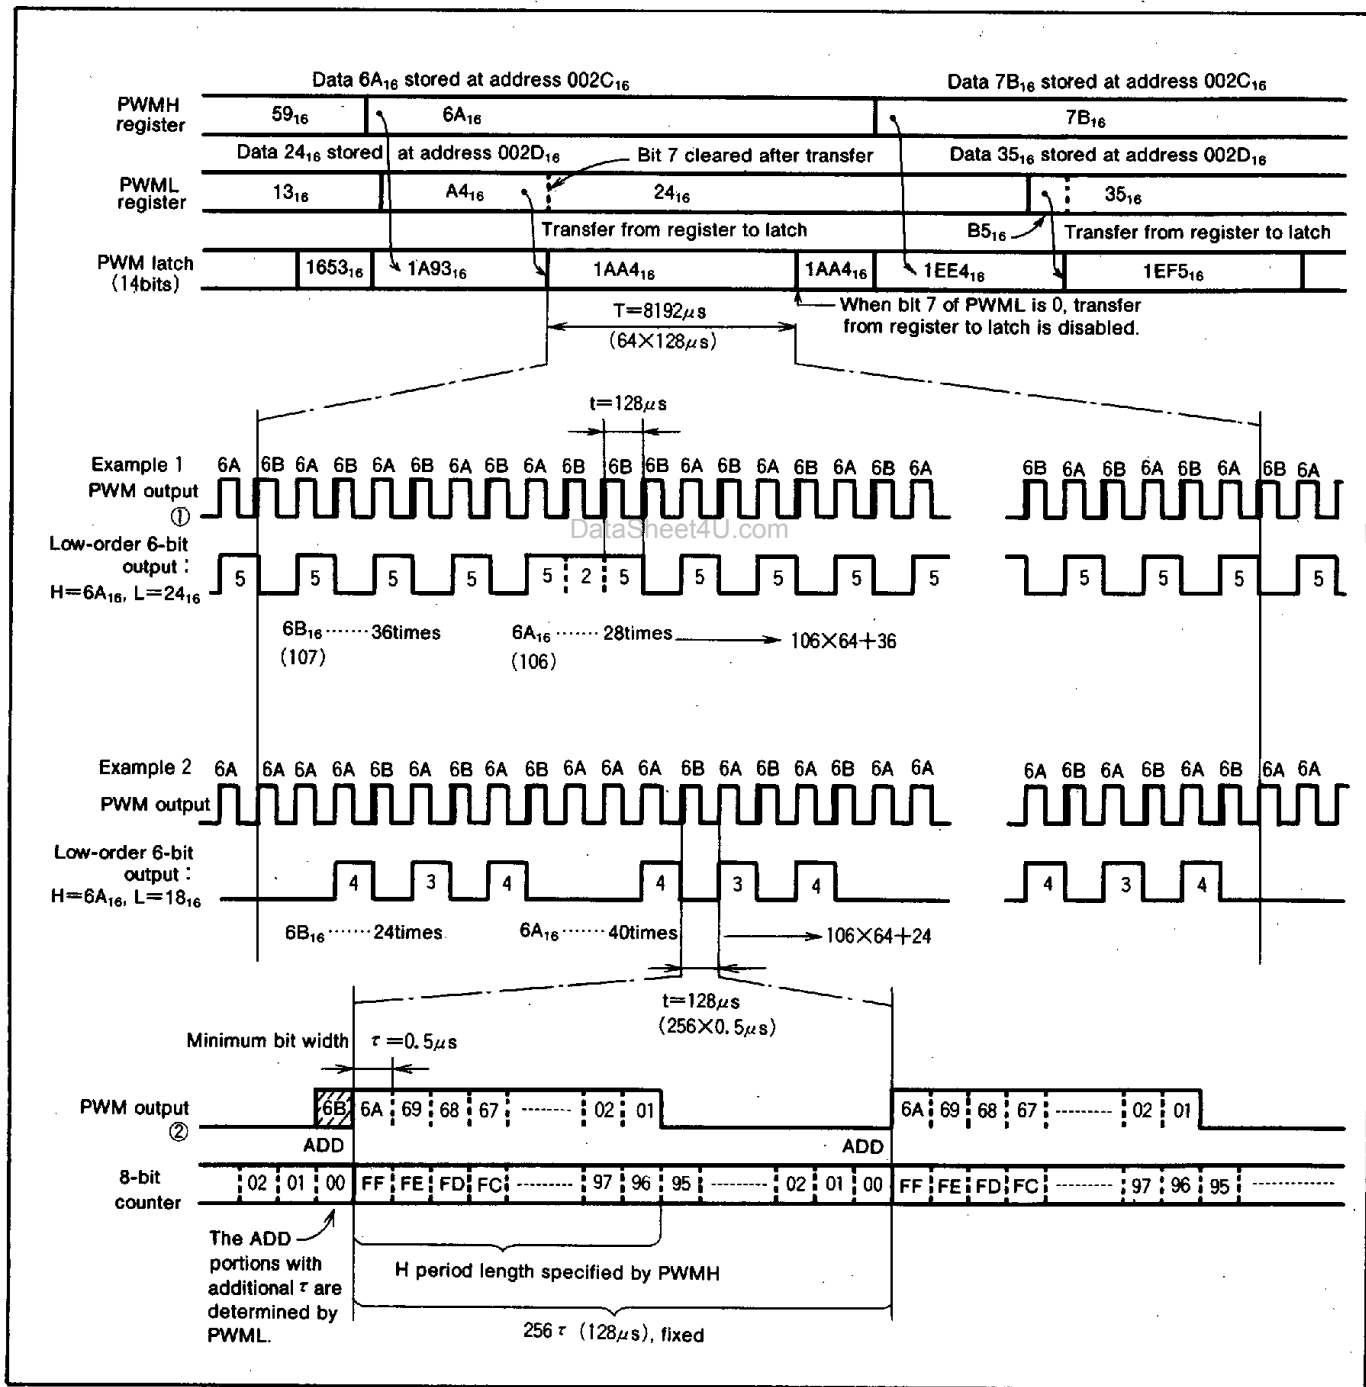 Data 6A₁₆ stored at address 002C₁₆ Data 7B₁₆ stored at address 002C₁₆
PWMH register 59₁₆ 6A₁₆ 7B₁₆
Data 24₁₆ stored at address 002D₁₆ Bit 7 cleared after transfer Data 35₁₆ stored at address 002D₁₆
PWML register 13₁₆ A4₁₆ 24₁₆ 35₁₆
Transfer from register to latch B5₁₆ Transfer from register to latch
PWM latch (14bits) 1653₁₆ 1A93₁₆ 1AA4₁₆ 1AA4₁₆ 1EE4₁₆ 1EF5₁₆
T=8192μs
(64×128μs)
When bit 7 of PWML is 0, transfer
from register to latch is disabled.
t=128μs
Example 1 6A 6B 6A 6B 6A 6B 6A 6B 6A 6B 6B 6B 6A 6B 6A 6B 6A 6B 6A 6B 6A 6B 6A 6B 6A 6B 6A
PWM output
①
DataSheet4U.com
Low-order 6-bit
output :
H=6A₁₆, L=24₁₆
5 5 5 5 5 2 5 5 5 5 5 5 5 5 5
6B₁₆ ······· 36times 6A₁₆ ······ 28times 106×64+36
(107) (106)
Example 2 6A 6A 6A 6A 6B 6A 6B 6A 6B 6A 6A 6A 6B 6A 6B 6A 6B 6A 6A 6A 6B 6A 6B 6A 6B 6A 6A
PWM output
Low-order 6-bit
output :
H=6A₁₆, L=18₁₆
4 3 4 4 3 4 4 3 4
6B₁₆ ······· 24times 6A₁₆ ······ 40times 106×64+24
t=128μs
(256×0.5μs)
Minimum bit width τ=0.5μs
PWM output 6B 6A 69 68 67 -------- 02 01 6A 69 68 67 -------- 02 01
②
ADD ADD
8-bit counter 02 01 00 FF FE FD FC -------- 97 96 95 -------- 02 01 00 FF FE FD FC -------- 97 96 95 --------
The ADD
portions with
additional τ are
determined by
PWML.
H period length specified by PWMH
256τ (128μs), fixed